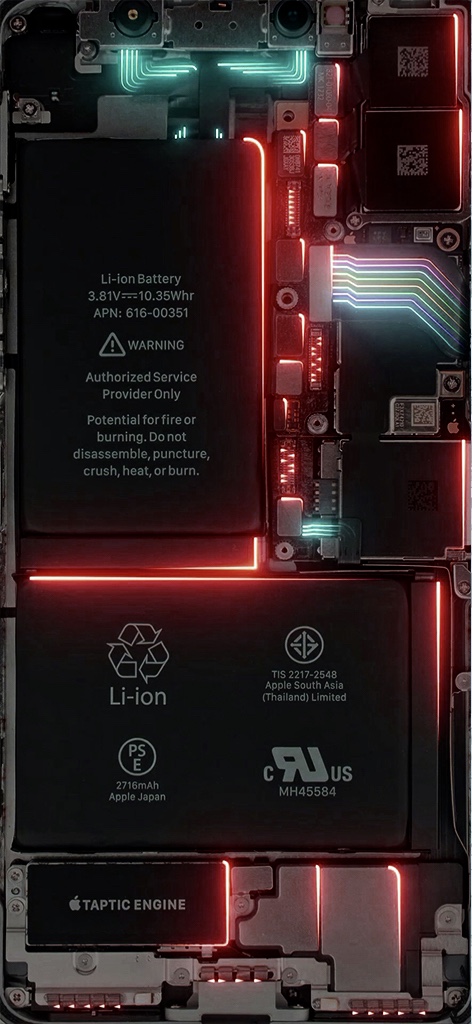 Li-ion Battery
3.81V⎓10.35Whr
APN: 616-00351
WARNING
Authorized Service
Provider Only
Potential for fire or
burning. Do not
disassemble, puncture,
crush, heat, or burn.
Li-ion
TIS 2217-2548
Apple South Asia
(Thailand) Limited
PS
E
2716mAh
Apple Japan
C RU US
MH45584
TAPTIC ENGINE